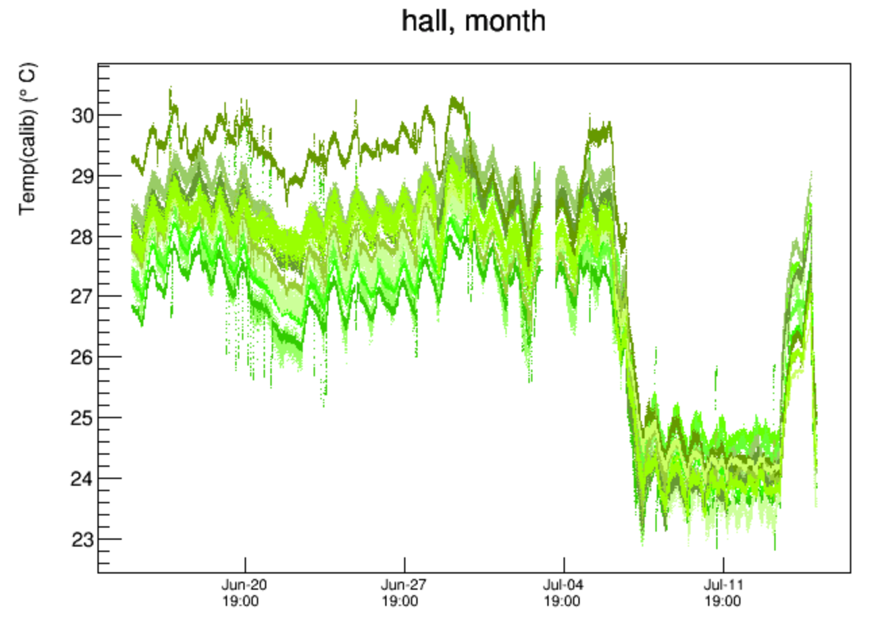 hall, month
Temp(calib) (° C)
30
29
28
27
26
25
24
23
Jun-20
19:00
Jun-27
19:00
Jul-04
19:00
Jul-11
19:00